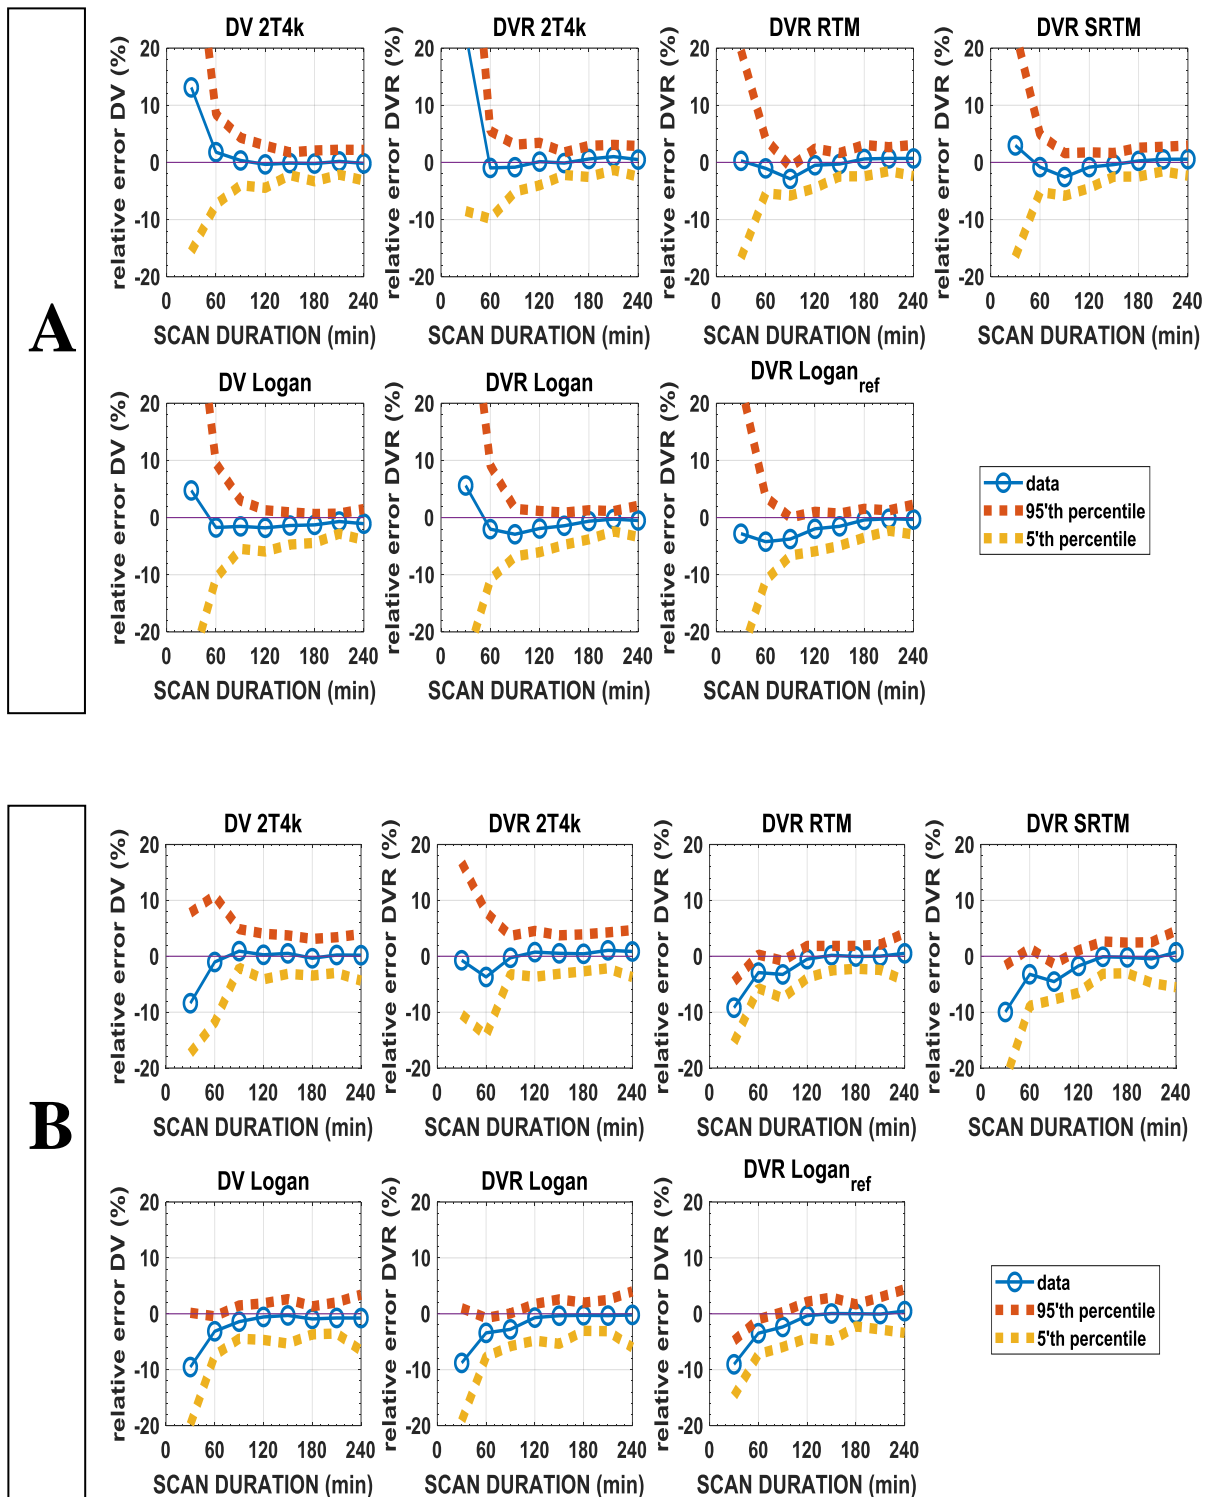 A
DV 2T4k
relative error DV (%)
20
10
0
-10
-20
0 60 120 180 240
SCAN DURATION (min)
DVR 2T4k
relative error DVR (%)
20
10
0
-10
-20
0 60 120 180 240
SCAN DURATION (min)
DVR RTM
relative error DVR (%)
20
10
0
-10
-20
0 60 120 180 240
SCAN DURATION (min)
DVR SRTM
relative error DVR (%)
20
10
0
-10
-20
0 60 120 180 240
SCAN DURATION (min)
DV Logan
relative error DV (%)
20
10
0
-10
-20
0 60 120 180 240
SCAN DURATION (min)
DVR Logan
relative error DVR (%)
20
10
0
-10
-20
0 60 120 180 240
SCAN DURATION (min)
DVR Logan ref
relative error DVR (%)
20
10
0
-10
-20
0 60 120 180 240
SCAN DURATION (min)
data
95'th percentile
5'th percentile
B
DV 2T4k
relative error DV (%)
20
10
0
-10
-20
0 60 120 180 240
SCAN DURATION (min)
DVR 2T4k
relative error DVR (%)
20
10
0
-10
-20
0 60 120 180 240
SCAN DURATION (min)
DVR RTM
relative error DVR (%)
20
10
0
-10
-20
0 60 120 180 240
SCAN DURATION (min)
DVR SRTM
relative error DVR (%)
20
10
0
-10
-20
0 60 120 180 240
SCAN DURATION (min)
DV Logan
relative error DV (%)
20
10
0
-10
-20
0 60 120 180 240
SCAN DURATION (min)
DVR Logan
relative error DVR (%)
20
10
0
-10
-20
0 60 120 180 240
SCAN DURATION (min)
DVR Logan ref
relative error DVR (%)
20
10
0
-10
-20
0 60 120 180 240
SCAN DURATION (min)
data
95'th percentile
5'th percentile